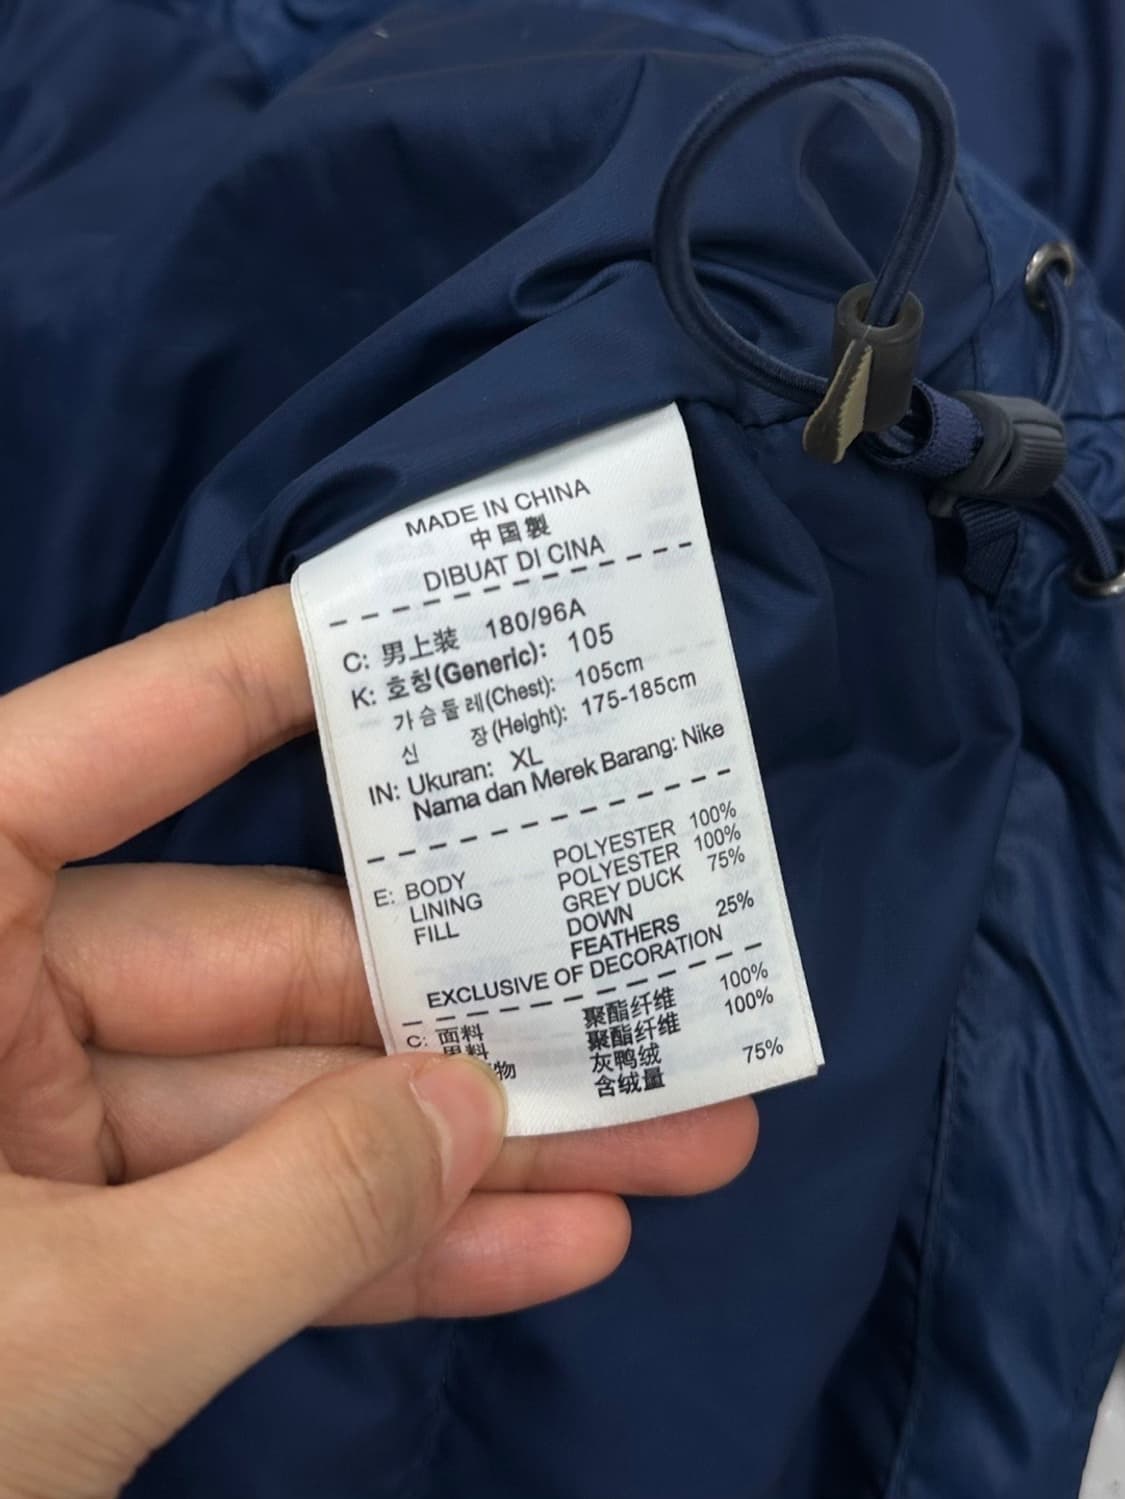 MADE IN CHINA
中国製
DIBUAT DI CINA
C: 男上装 180/96A
K: 호칭(Generic): 105
가슴둘레(Chest): 105cm
신 장(Height): 175-185cm
IN: Ukuran: XL
Nama dan Merek Barang: Nike
E: BODY POLYESTER 100%
LINING POLYESTER 100%
FILL GREY DUCK 75%
DOWN
FEATHERS 25%
EXCLUSIVE OF DECORATION
C: 面料 聚酯纤维 100%
料 聚酯纤维 100%
物 灰鸭绒
含绒量 75%